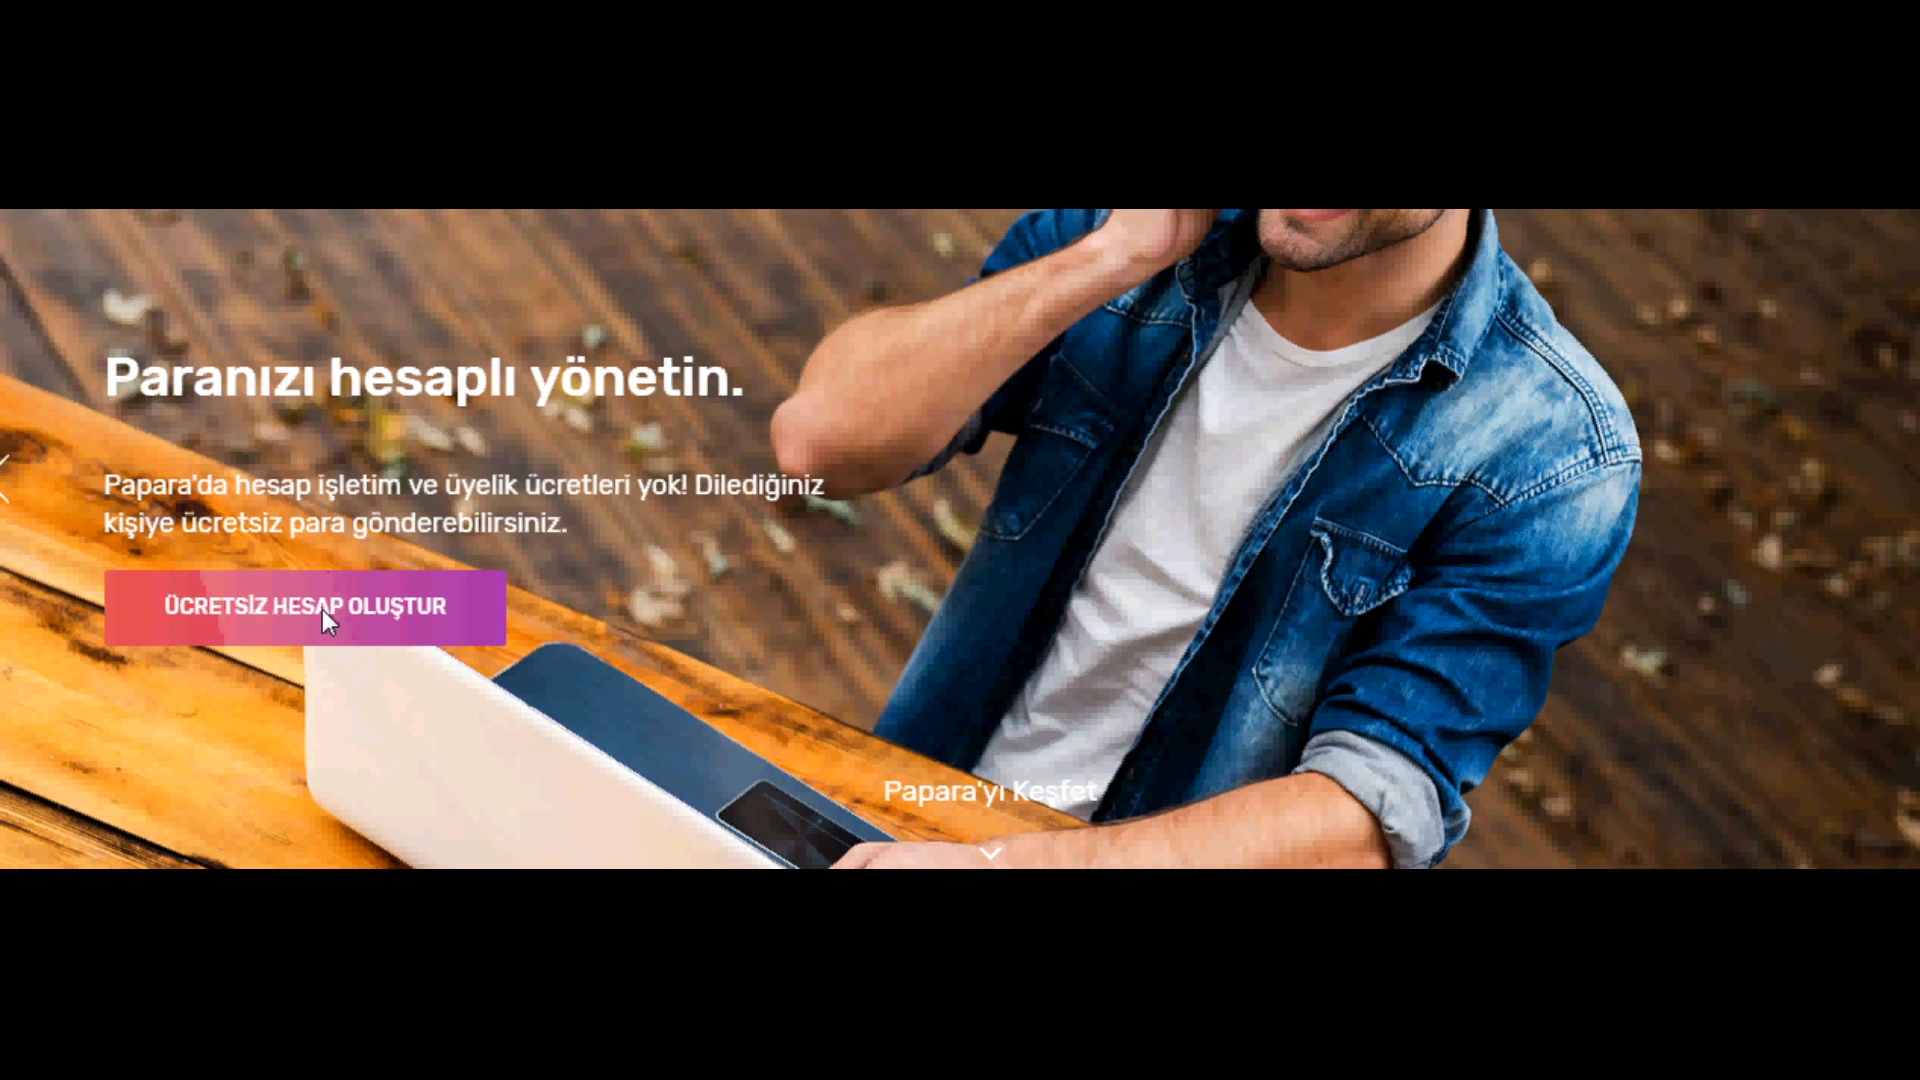 Paranızı hesaplı yönetin.
Papara'da hesap işletim ve üyelik ücretleri yok! Dilediğiniz
kişiye ücretsiz para gönderebilirsiniz.
ÜCRETSİZ HESAP OLUŞTUR
Papara'yı Keşfet